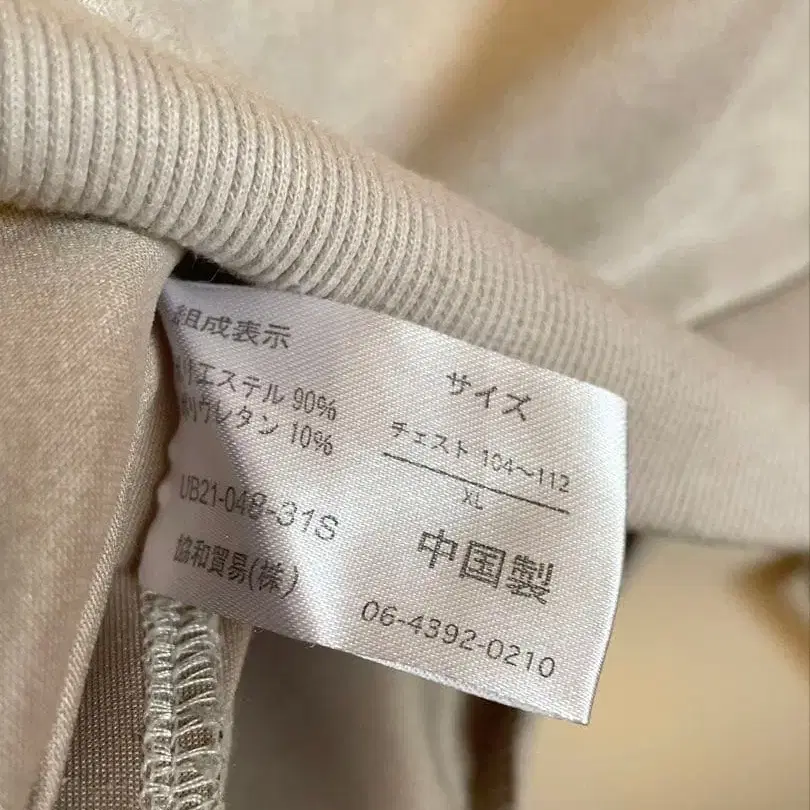 組成表示
ポリエステル 90%
ポリウレタン 10%
UB21-048-31S
協和貿易(株)
サイズ
チェスト 104～112
XL
中国製
06-4392-0210